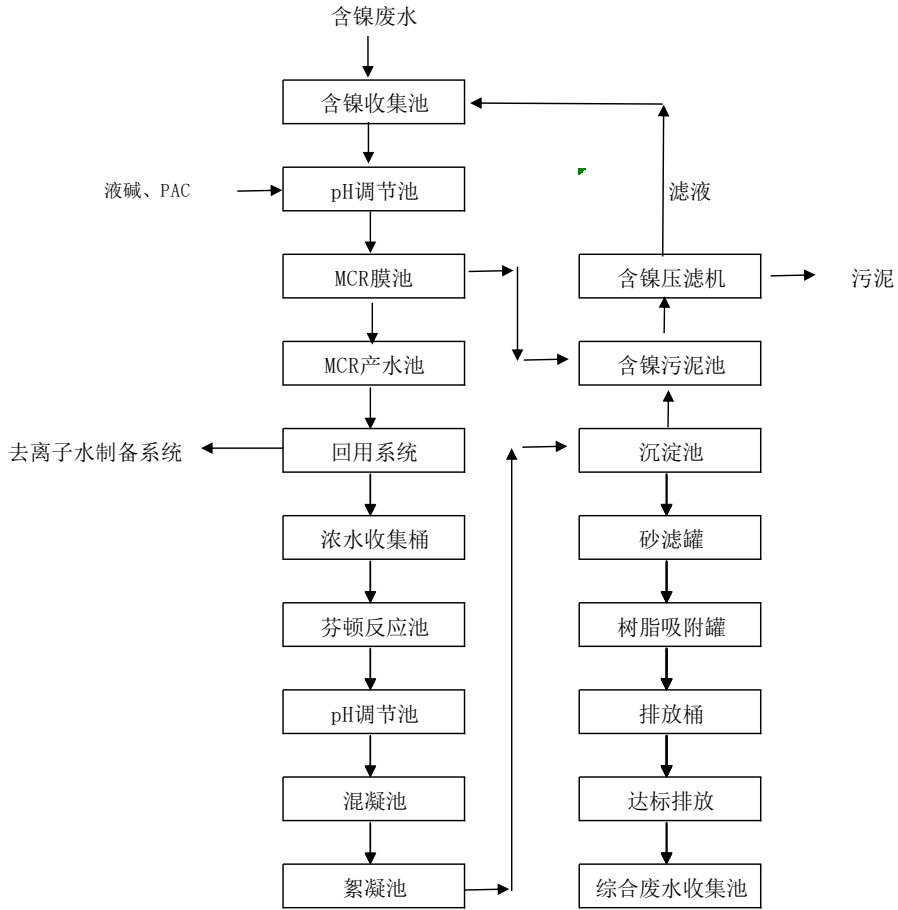 含镍废水
含镍收集池
液碱、PAC
pH调节池
滤液
MCR膜池
含镍压滤机
污泥
MCR产水池
含镍污泥池
去离子水制备系统
回用系统
沉淀池
浓水收集桶
砂滤罐
芬顿反应池
树脂吸附罐
pH调节池
排放桶
混凝池
达标排放
絮凝池
综合废水收集池